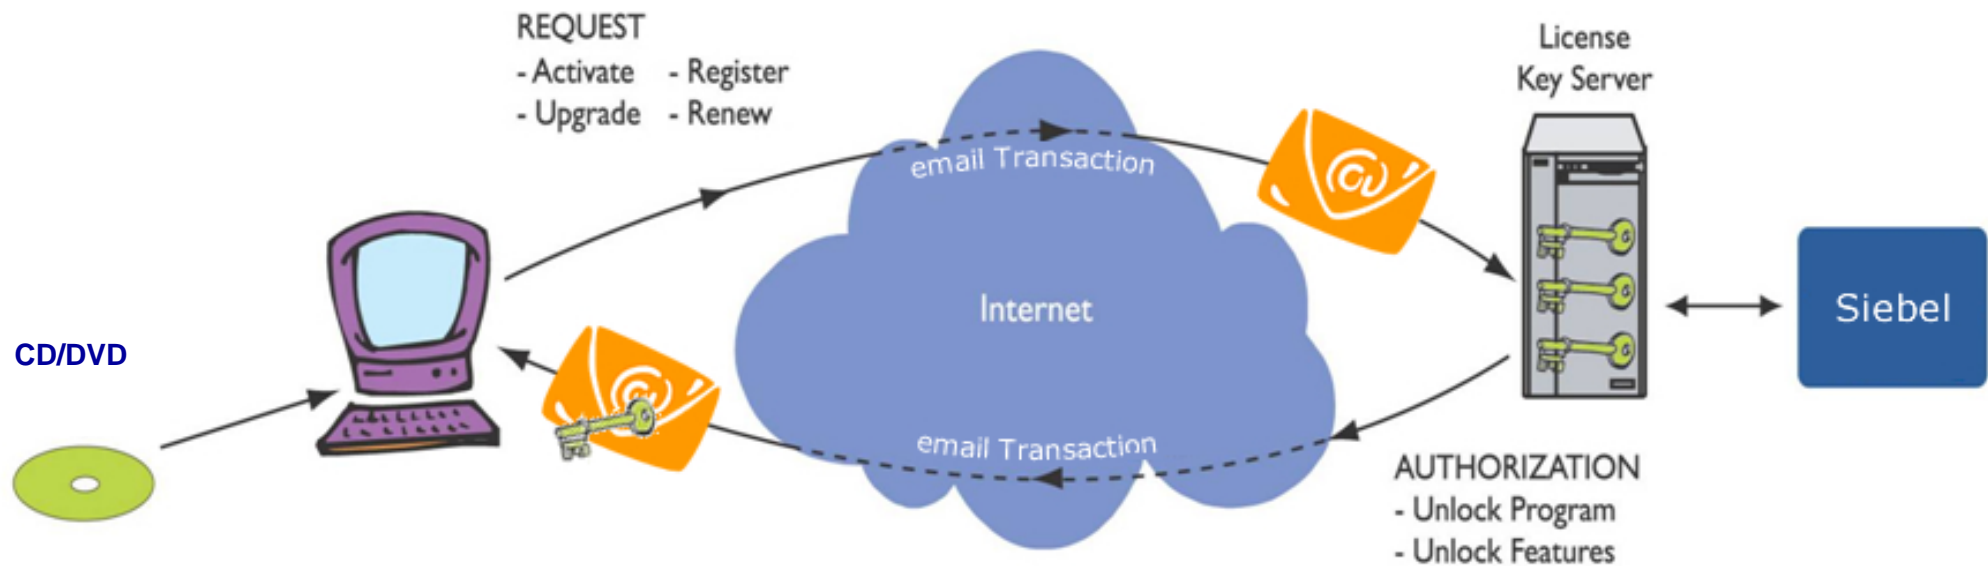 REQUEST
- Activate - Register
- Upgrade - Renew
License
Key Server
email Transaction
Internet
Siebel
CD/DVD
email Transaction
AUTHORIZATION
- Unlock Program
- Unlock Features